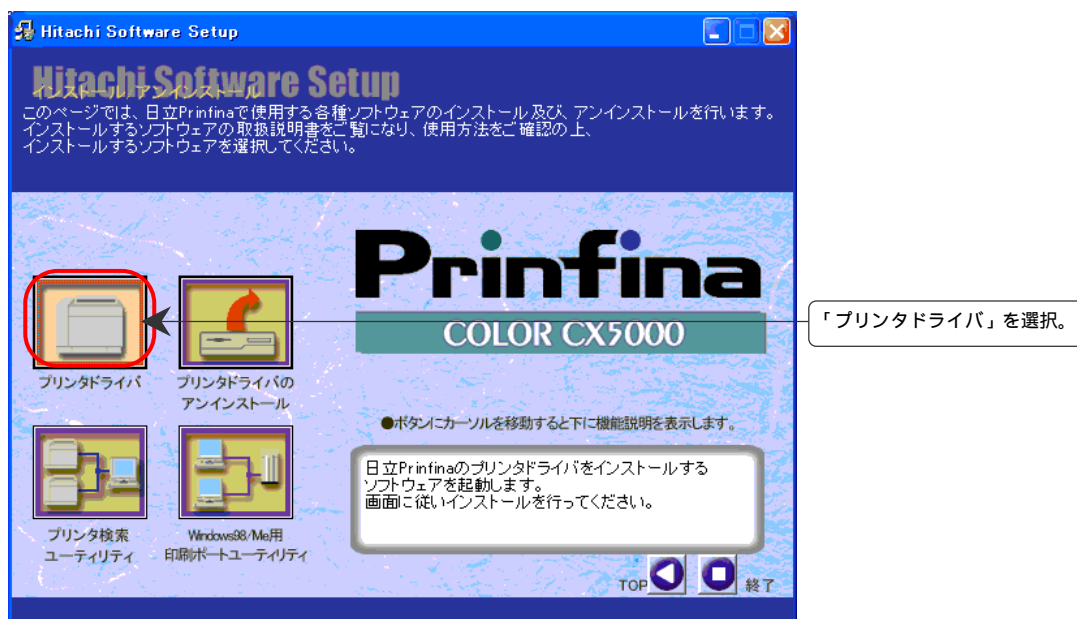 Hitachi Software Setup
Hitachi Software Setup
インストール/アンインストール
このページでは、日立Prinfinaで使用する各種ソフトウェアのインストール及び、アンインストールを行います。
インストールするソフトウェアの取扱説明書をご覧になり、使用方法をご確認の上、
インストールするソフトウェアを選択してください。
Prinfina
COLOR CX5000
「プリンタドライバ」を選択。
プリンタドライバ
プリンタドライバの
アンインストール
●ボタンにカーソルを移動すると下に機能説明を表示します。
日立Prinfinaのプリンタドライバをインストールする
ソフトウェアを起動します。
画面に従いインストールを行ってください。
プリンタ検索
ユーティリティ
Windows98/Me用
印刷ポートユーティリティ
TOP
終了